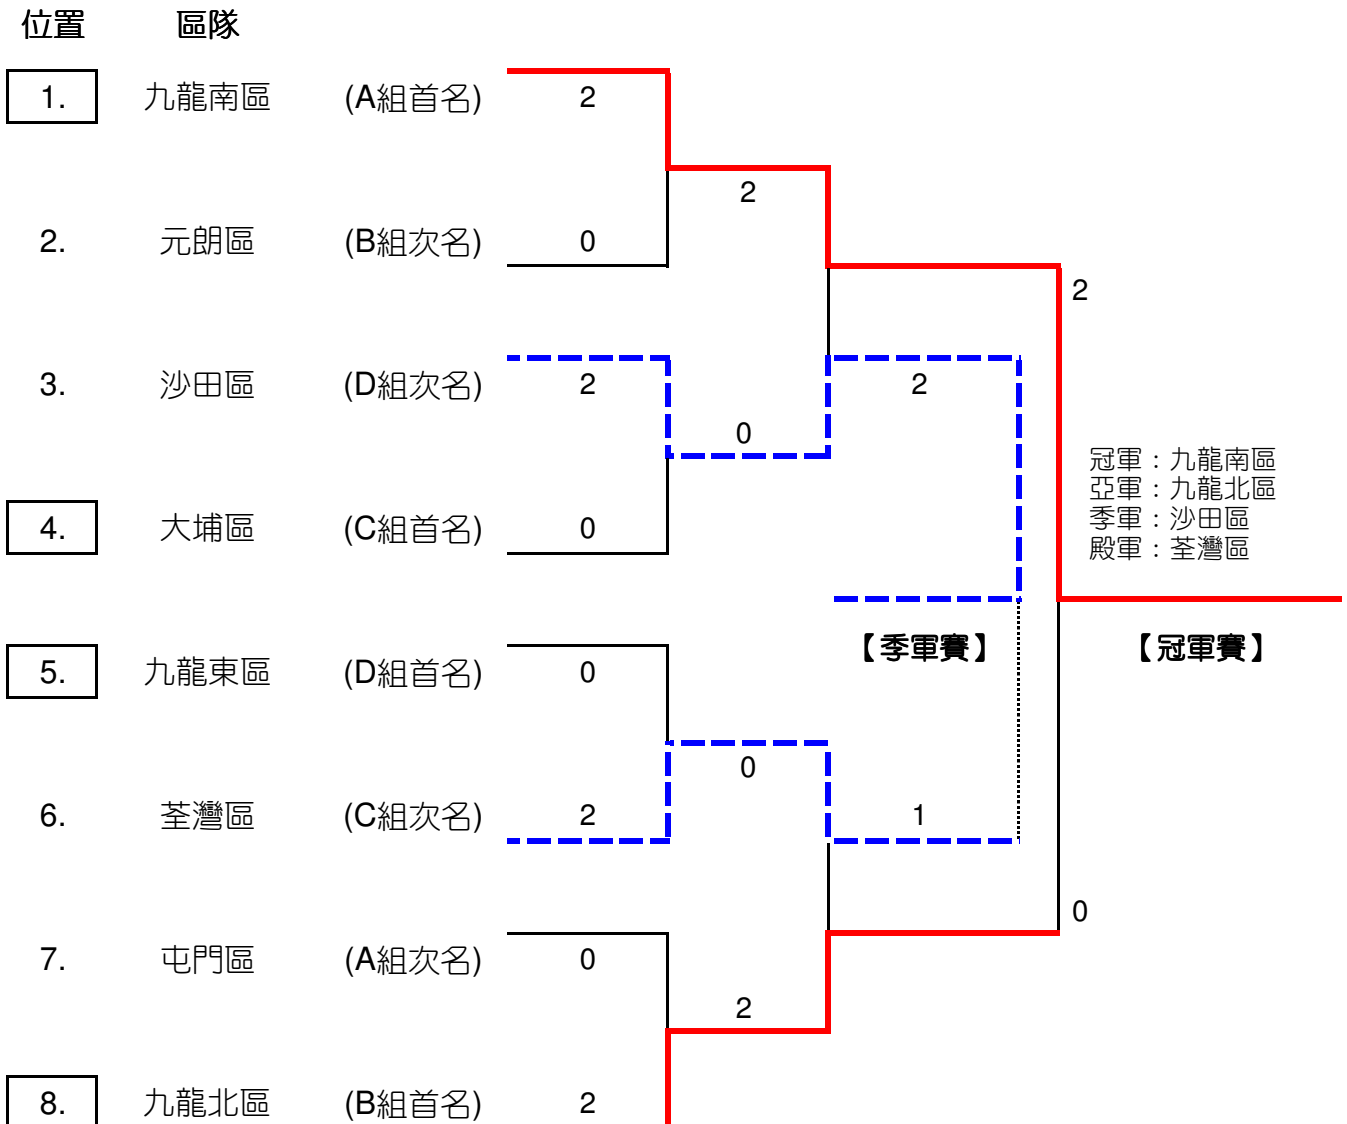 位置 區隊
1. 九龍南區 (A組首名) 2
2
2. 元朗區 (B組次名) 0
2
3. 沙田區 (D組次名) 2 2
0
冠軍：九龍南區
亞軍：九龍北區
季軍：沙田區
殿軍：荃灣區
4. 大埔區 (C組首名) 0
【季軍賽】 【冠軍賽】
5. 九龍東區 (D組首名) 0
0
6. 荃灣區 (C組次名) 2 1
0
7. 屯門區 (A組次名) 0
2
8. 九龍北區 (B組首名) 2